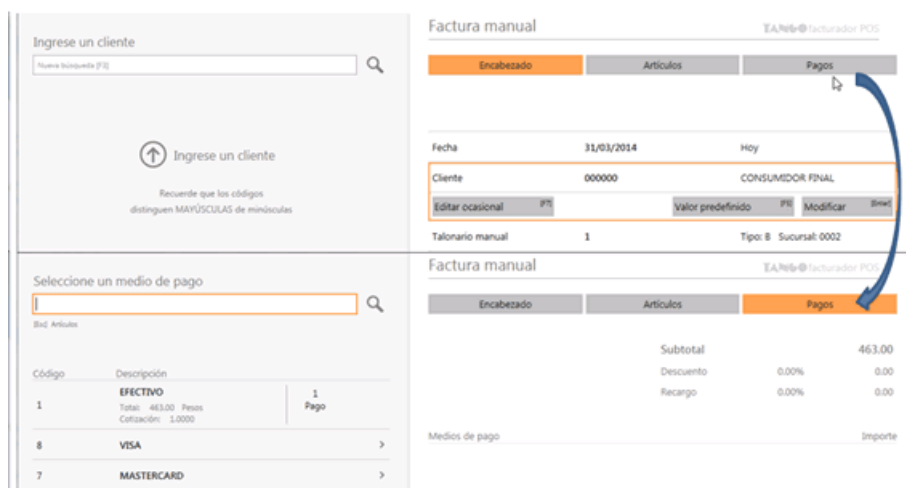 Factura manual
TANGO facturador POS
Ingrese un cliente
Nueva búsqueda [F3]
Encabezado Artículos Pagos
Ingrese un cliente
Recuerde que los códigos
distinguen MAYÚSCULAS de minúsculas
Fecha 31/03/2014 Hoy
Cliente 000000 CONSUMIDOR FINAL
Editar ocasional [F7] Valor predefinido Modificar [Enter]
Talonario manual 1 Tipo: B Sucursal: 0002
Factura manual
TANGO facturador POS
Seleccione un medio de pago
[Esc] Artículos
Encabezado Artículos Pagos
Subtotal 463.00
Descuento 0.00% 0.00
Recargo 0.00% 0.00
Código Descripción
1 EFECTIVO 1
Total: 463.00 Pesos Pago
Cotización: 1.0000
8 VISA >
7 MASTERCARD >
Medios de pago Importe